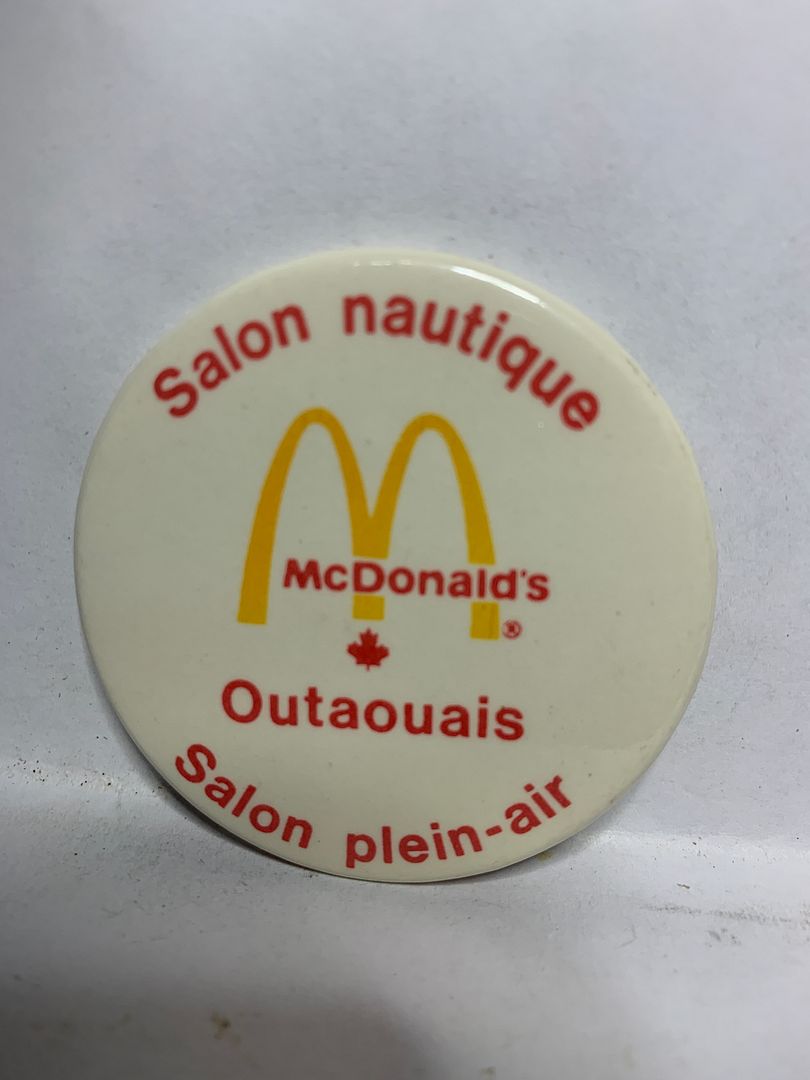 Salon nautique
McDonald's
®
Outaouais
Salon plein-air